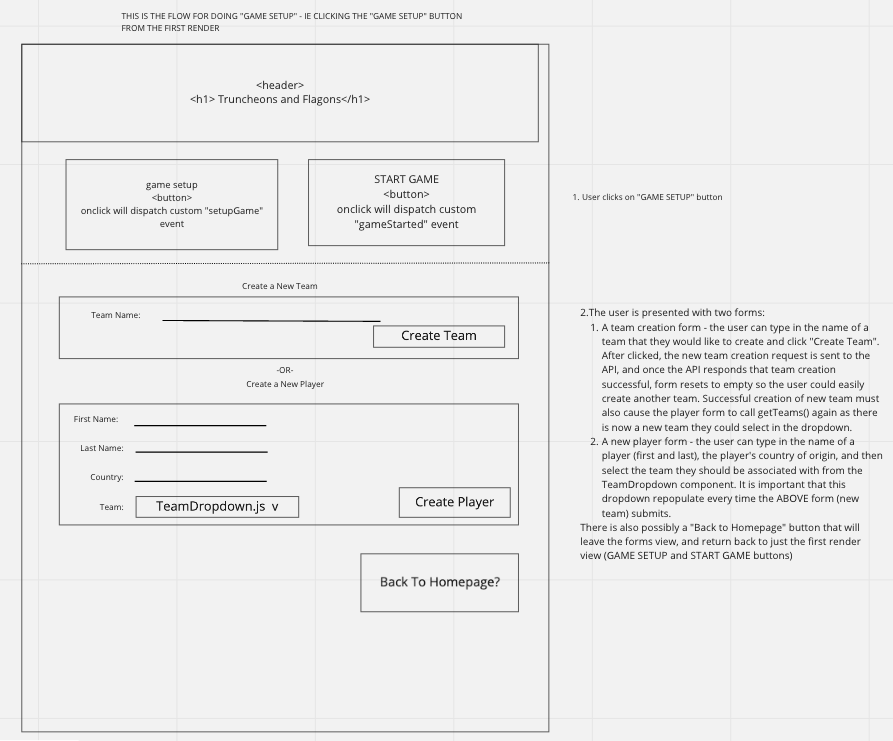 THIS IS THE FLOW FOR DOING "GAME SETUP" - IE CLICKING THE "GAME SETUP" BUTTON
FROM THE FIRST RENDER
<header>
<h1> Truncheons and Flagons</h1>
game setup
<button>
onclick will dispatch custom "setupGame"
event
START GAME
<button>
onclick will dispatch custom
"gameStarted" event
1. User clicks on "GAME SETUP" button
Create a New Team
Team Name:
Create Team
-OR-
Create a New Player
First Name:
Last Name:
Country:
Team:
TeamDropdown.js v
Create Player
Back To Homepage?
2.The user is presented with two forms:
1. A team creation form - the user can type in the name of a
team that they would like to create and click "Create Team".
After clicked, the new team creation request is sent to the
API, and once the API responds that team creation
successful, form resets to empty so the user could easily
create another team. Successful creation of new team must
also cause the player form to call getTeams() again as there
is now a new team they could select in the dropdown.
2. A new player form - the user can type in the name of a
player (first and last), the player's country of origin, and then
select the team they should be associated with from the
TeamDropdown component. It is important that this
dropdown repopulate every time the ABOVE form (new
team) submits.
There is also possibly a "Back to Homepage" button that will
leave the forms view, and return back to just the first render
view (GAME SETUP and START GAME buttons)